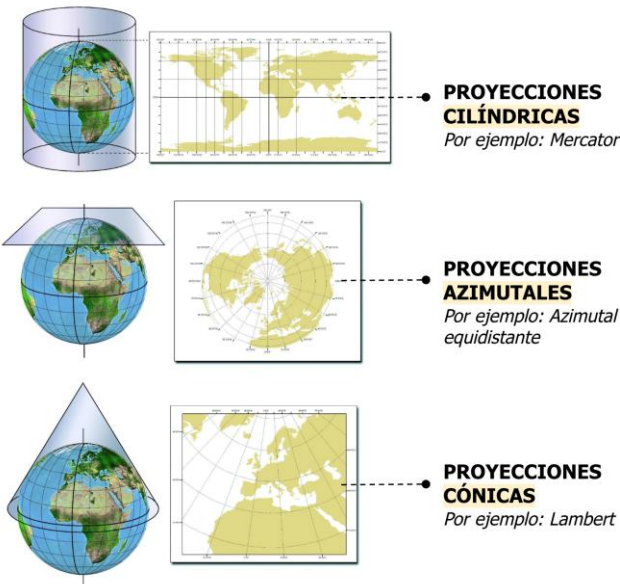 PROYECCIONES
CILÍNDRICAS
Por ejemplo: Mercator
PROYECCIONES
AZIMUTALES
Por ejemplo: Azimutal
equidistante
PROYECCIONES
CÓNICAS
Por ejemplo: Lambert